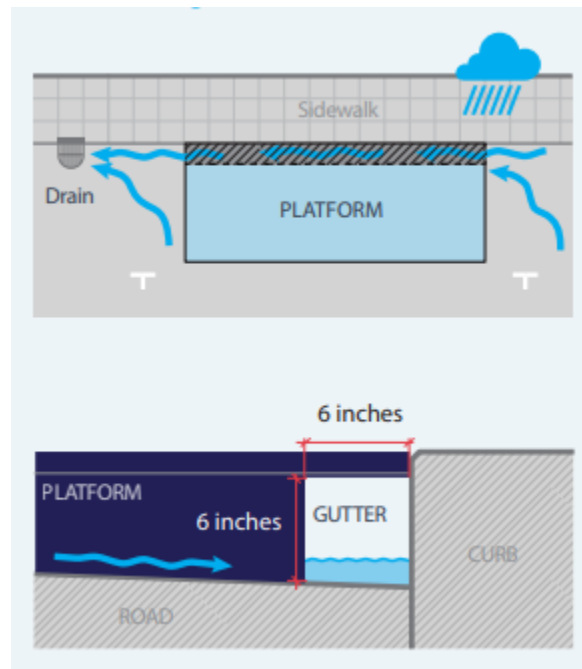 Sidewalk
Drain
PLATFORM
6 inches
PLATFORM
6 inches
GUTTER
CURB
ROAD